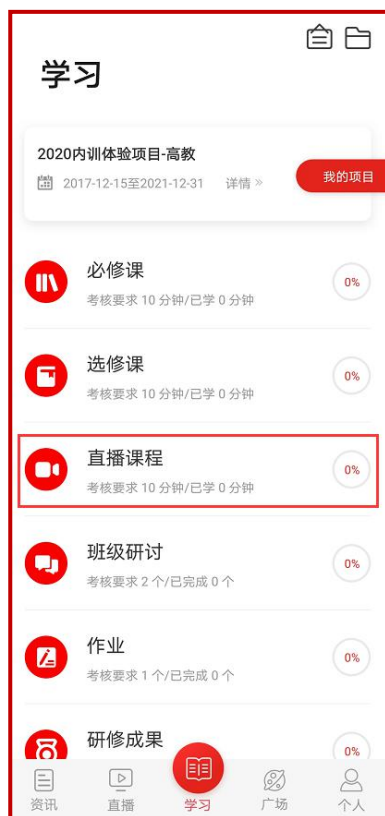 学习
2020内训体验项目-高教
2017-12-15至2021-12-31 详情 »
我的项目
必修课
考核要求 10 分钟/已学 0 分钟
0%
选修课
考核要求 10 分钟/已学 0 分钟
0%
直播课程
考核要求 10 分钟/已学 0 分钟
0%
班级研讨
考核要求 2 个/已完成 0 个
0%
作业
考核要求 1 个/已完成 0 个
0%
研修成果
0%
资讯 直播 学习 广场 个人